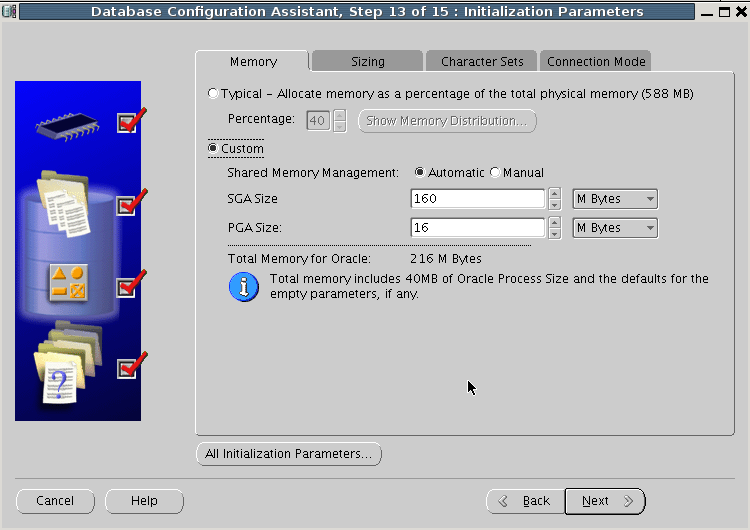 Database Configuration Assistant, Step 13 of 15 : Initialization Parameters
Memory
Sizing
Character Sets
Connection Mode
Typical – Allocate memory as a percentage of the total physical memory (588 MB)
Percentage: 40 Show Memory Distribution...
Custom
Shared Memory Management: Automatic Manual
SGA Size 160 M Bytes
PGA Size: 16 M Bytes
Total Memory for Oracle: 216 M Bytes
Total memory includes 40MB of Oracle Process Size and the defaults for the
empty parameters, if any.
All Initialization Parameters...
Cancel Help Back Next